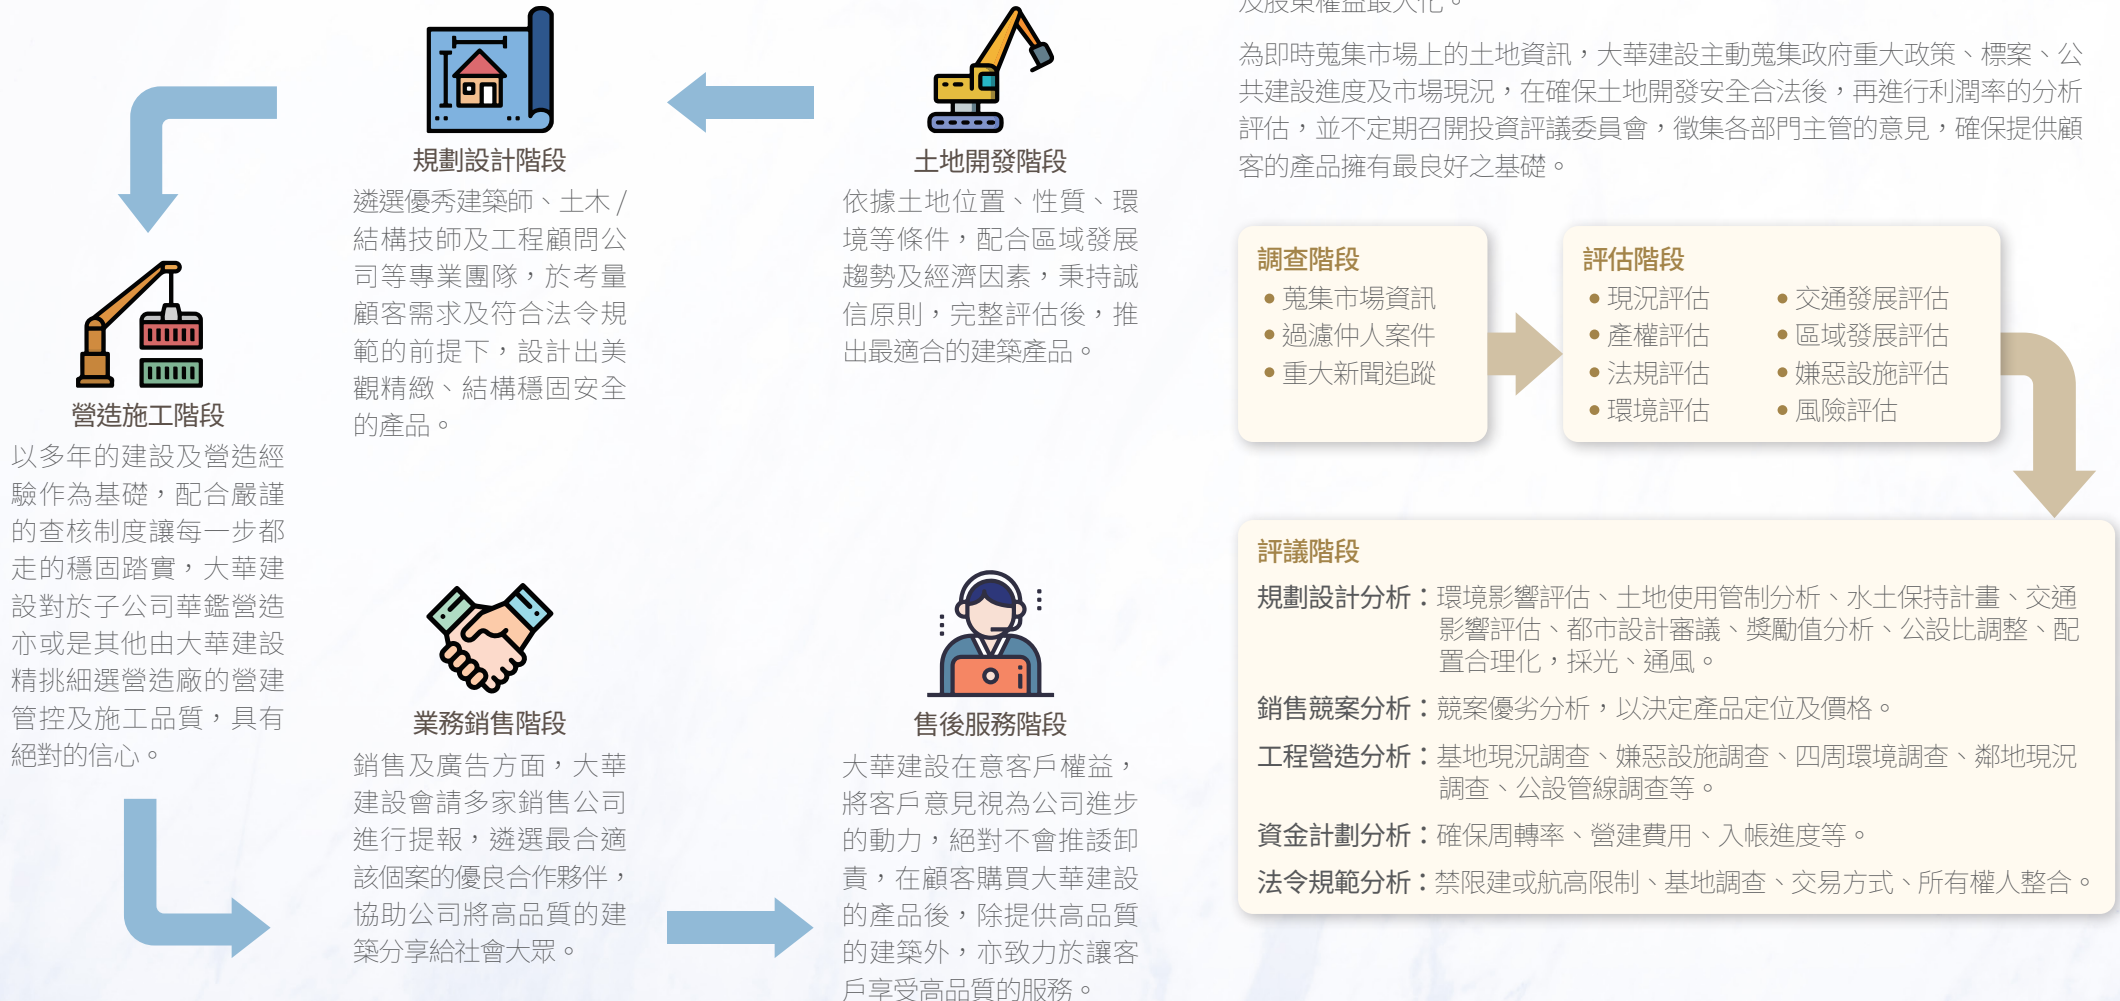 規劃設計階段
遴選優秀建築師、土木 /
結構技師及工程顧問公
司等專業團隊，於考量
顧客需求及符合法令規
範的前提下，設計出美
觀精緻、結構穩固安全
的產品。
土地開發階段
依據土地位置、性質、環
境等條件，配合區域發展
趨勢及經濟因素，秉持誠
信原則，完整評估後，推
出最適合的建築產品。
營造施工階段
以多年的建設及營造經
驗作為基礎，配合嚴謹
的查核制度讓每一步都
走的穩固踏實，大華建
設對於子公司華鑑營造
亦或是其他由大華建設
精挑細選營造廠的營建
管控及施工品質，具有
絕對的信心。
業務銷售階段
銷售及廣告方面，大華
建設會請多家銷售公司
進行提報，遴選最合適
該個案的優良合作夥伴，
協助公司將高品質的建
築分享給社會大眾。
售後服務階段
大華建設在意客戶權益，
將客戶意見視為公司進步
的動力，絕對不會推諉卸
責，在顧客購買大華建設
的產品後，除提供高品質
的建築外，亦致力於讓客
戶享受高品質的服務。
及股東權益最大化。
為即時蒐集市場上的土地資訊，大華建設主動蒐集政府重大政策、標案、公
共建設進度及市場現況，在確保土地開發安全合法後，再進行利潤率的分析
評估，並不定期召開投資評議委員會，徵集各部門主管的意見，確保提供顧
客的產品擁有最良好之基礎。
調查階段
• 蒐集市場資訊
• 過濾仲人案件
• 重大新聞追蹤
評估階段
• 現況評估
• 產權評估
• 法規評估
• 環境評估
• 交通發展評估
• 區域發展評估
• 嫌惡設施評估
• 風險評估
評議階段
規劃設計分析：環境影響評估、土地使用管制分析、水土保持計畫、交通
影響評估、都市設計審議、獎勵值分析、公設比調整、配
置合理化，採光、通風。
銷售競案分析：競案優劣分析，以決定產品定位及價格。
工程營造分析：基地現況調查、嫌惡設施調查、四周環境調查、鄰地現況
調查、公設管線調查等。
資金計劃分析：確保周轉率、營建費用、入帳進度等。
法令規範分析：禁限建或航高限制、基地調查、交易方式、所有權人整合。